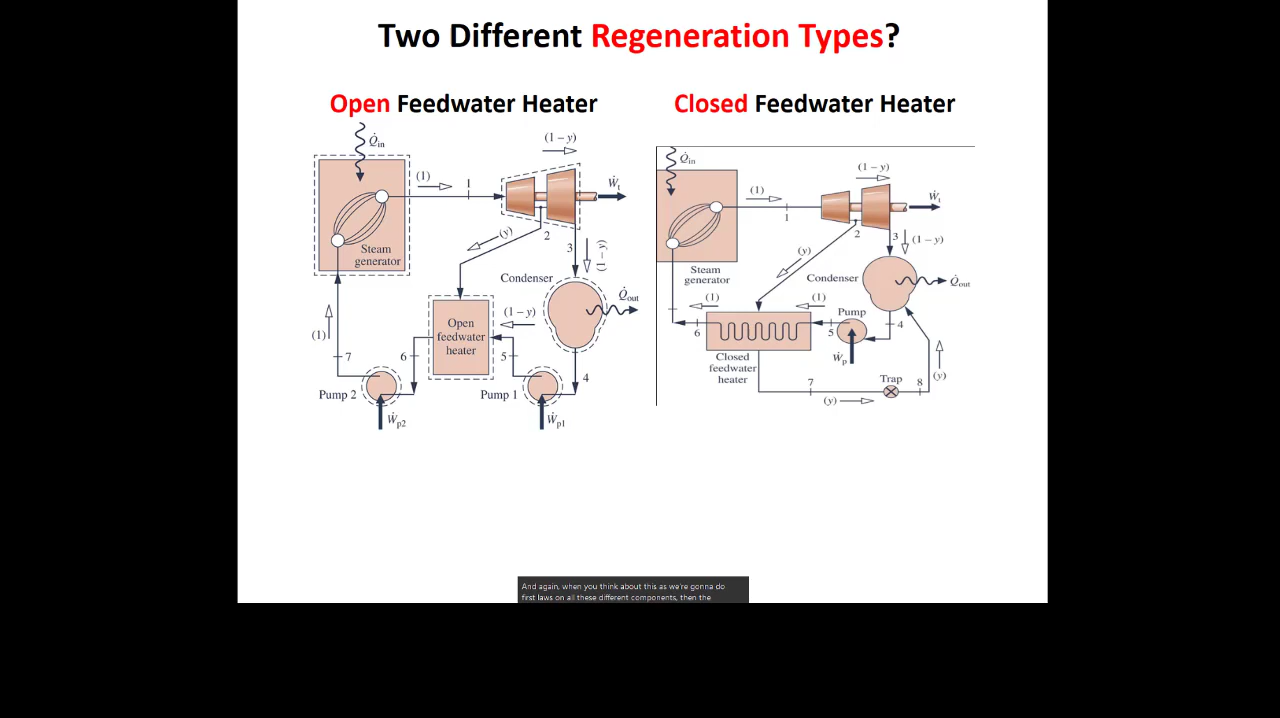 Two Different Regeneration Types?
Open Feedwater Heater
Q̇in
(1 – y)
(1)
1
Ẇt
(y)
2
3
(1 – y)
Steam
generator
Condenser
Q̇out
(1 – y)
Open
feedwater
heater
(1)
7
6
5
4
Pump 2
Pump 1
Ẇp2
Ẇp1
Closed Feedwater Heater
Q̇in
(1 – y)
(1)
1
Ẇt
2
3
(1 – y)
(y)
Steam
generator
Condenser
Q̇out
(1)
(1)
Pump
6
5
4
Ẇp
Closed
feedwater
heater
7
Trap
8
(y)
(y)
And again, when you think about this as we're gonna do
first laws on all these different components, then the